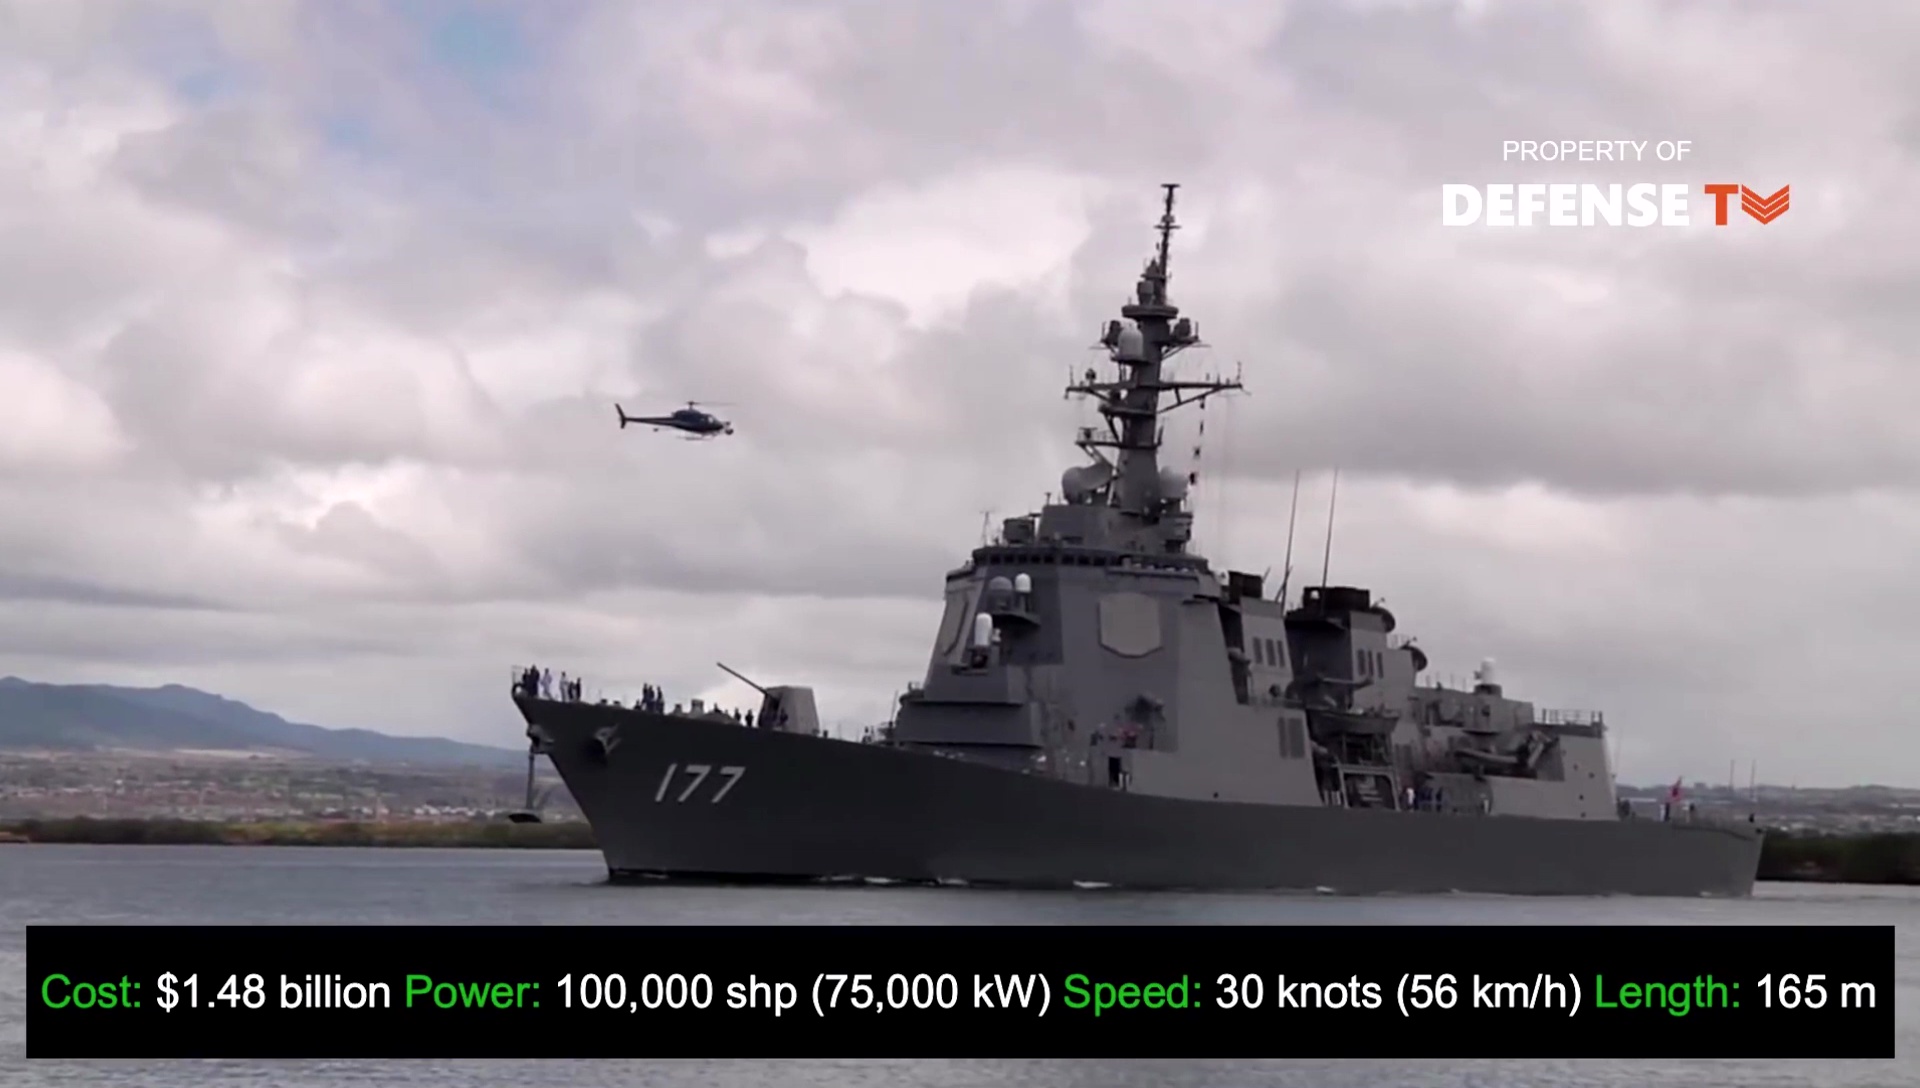 PROPERTY OF
DEFENSE TV
177
Cost: $1.48 billion Power: 100,000 shp (75,000 kW) Speed: 30 knots (56 km/h) Length: 165 m